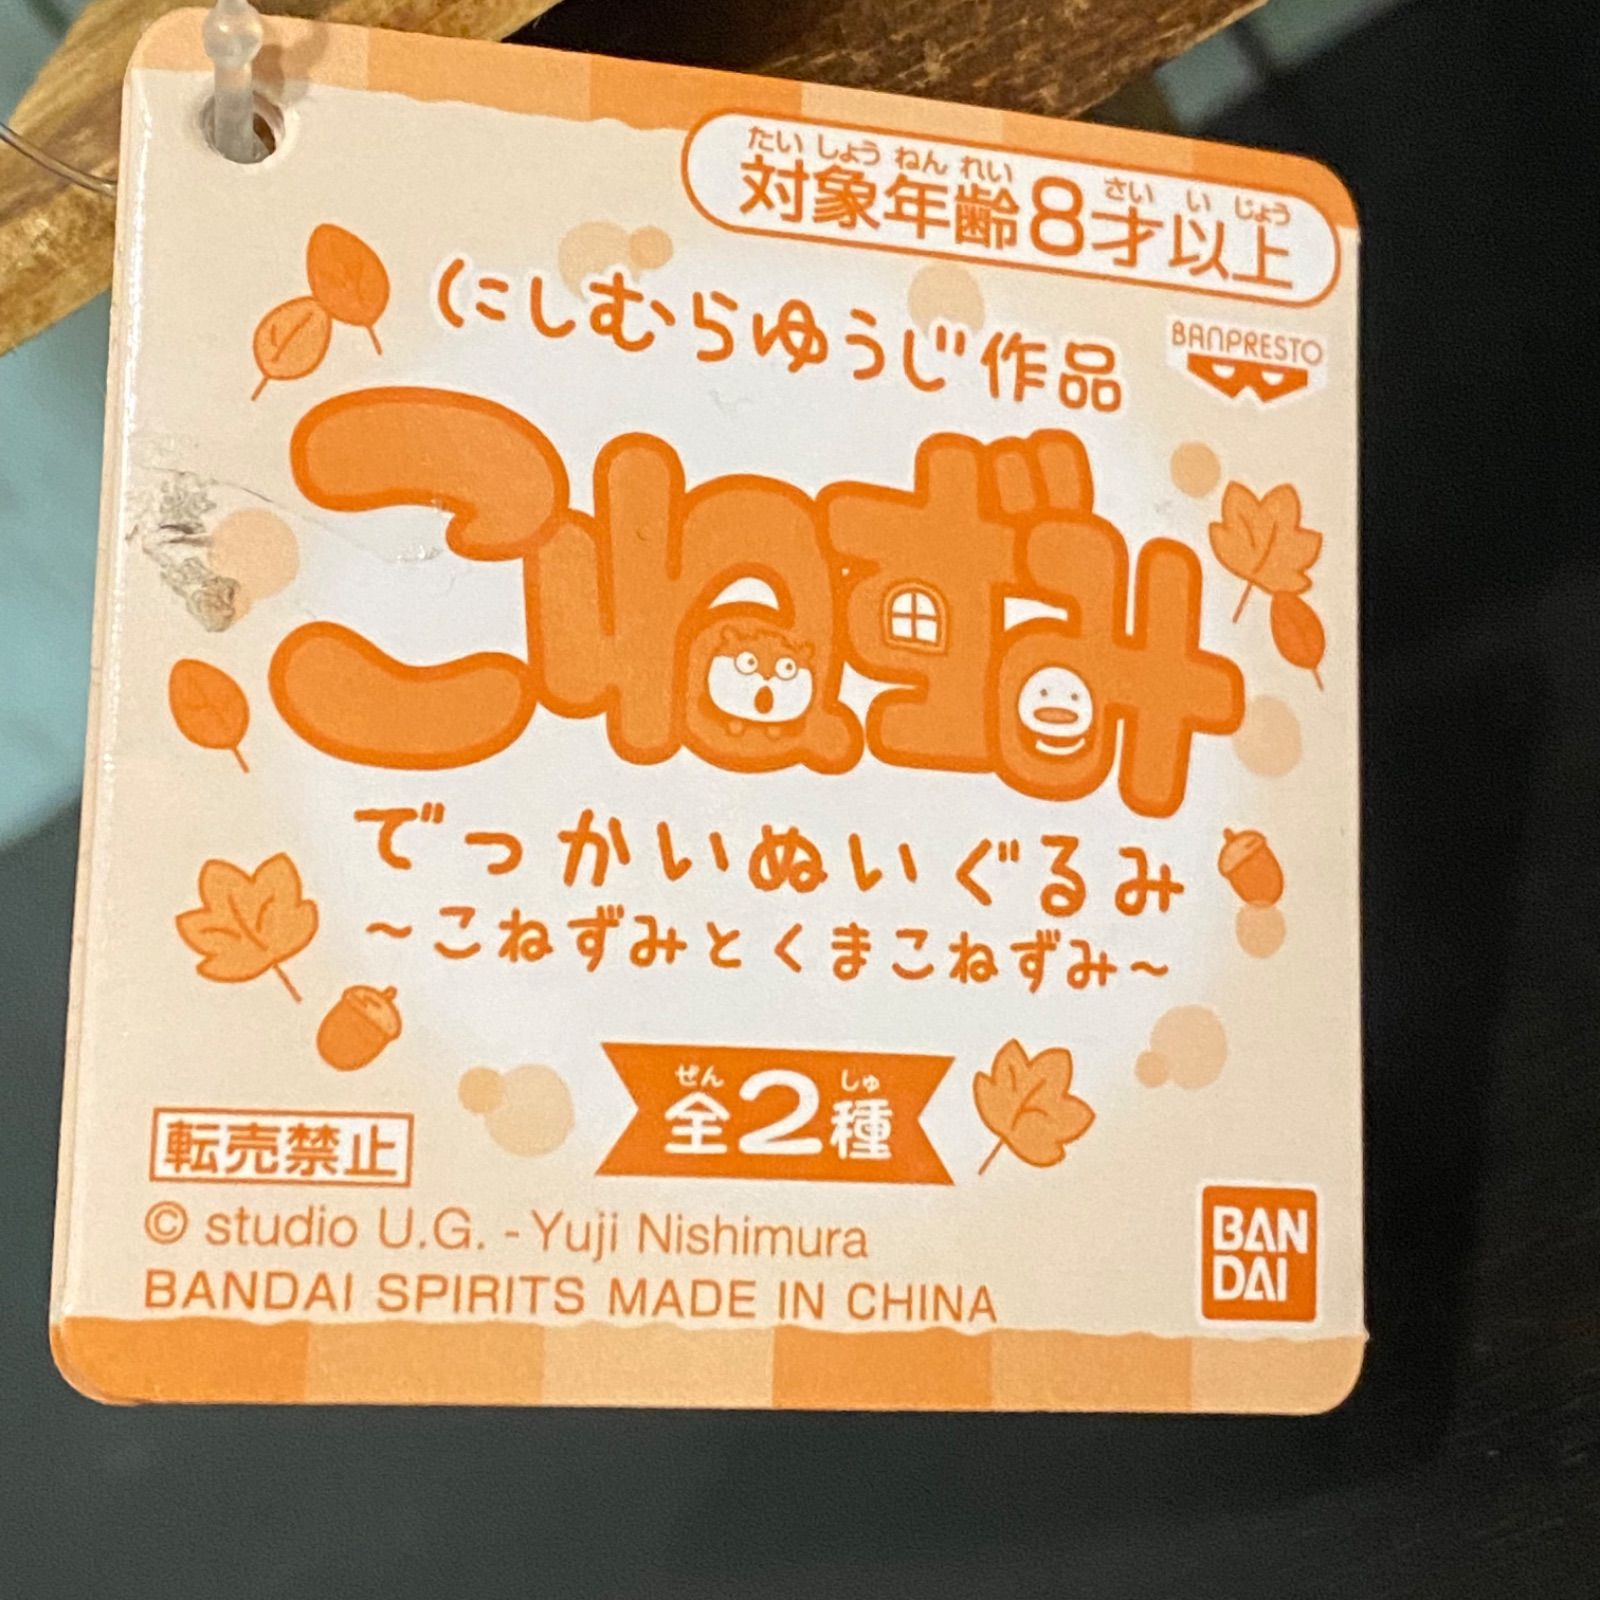 対象年齢8才以上
たいしょうねんれい さいいじょう
にしむらゆうじ作品
BANPRESTO
こねずみ
でっかいぬいぐるみ
～こねずみとくまこねずみ～
ぜん しゅ
全2種
転売禁止
© studio U.G. - Yuji Nishimura
BANDAI SPIRITS MADE IN CHINA
BAN
DAI